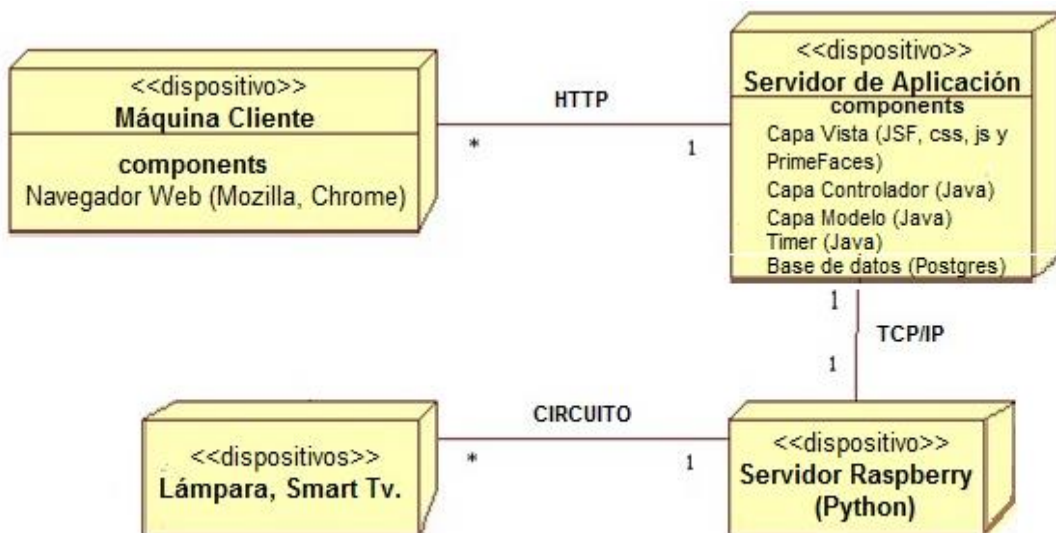 <<dispositivo>>
Máquina Cliente
components
Navegador Web (Mozilla, Chrome)
HTTP
*
1
<<dispositivo>>
Servidor de Aplicación
components
Capa Vista (JSF, css, js y
PrimeFaces)
Capa Controlador (Java)
Capa Modelo (Java)
Timer (Java)
Base de datos (Postgres)
1
TCP/IP
1
<<dispositivos>>
Lámpara, Smart Tv.
CIRCUITO
*
1
<<dispositivo>>
Servidor Raspberry
(Python)